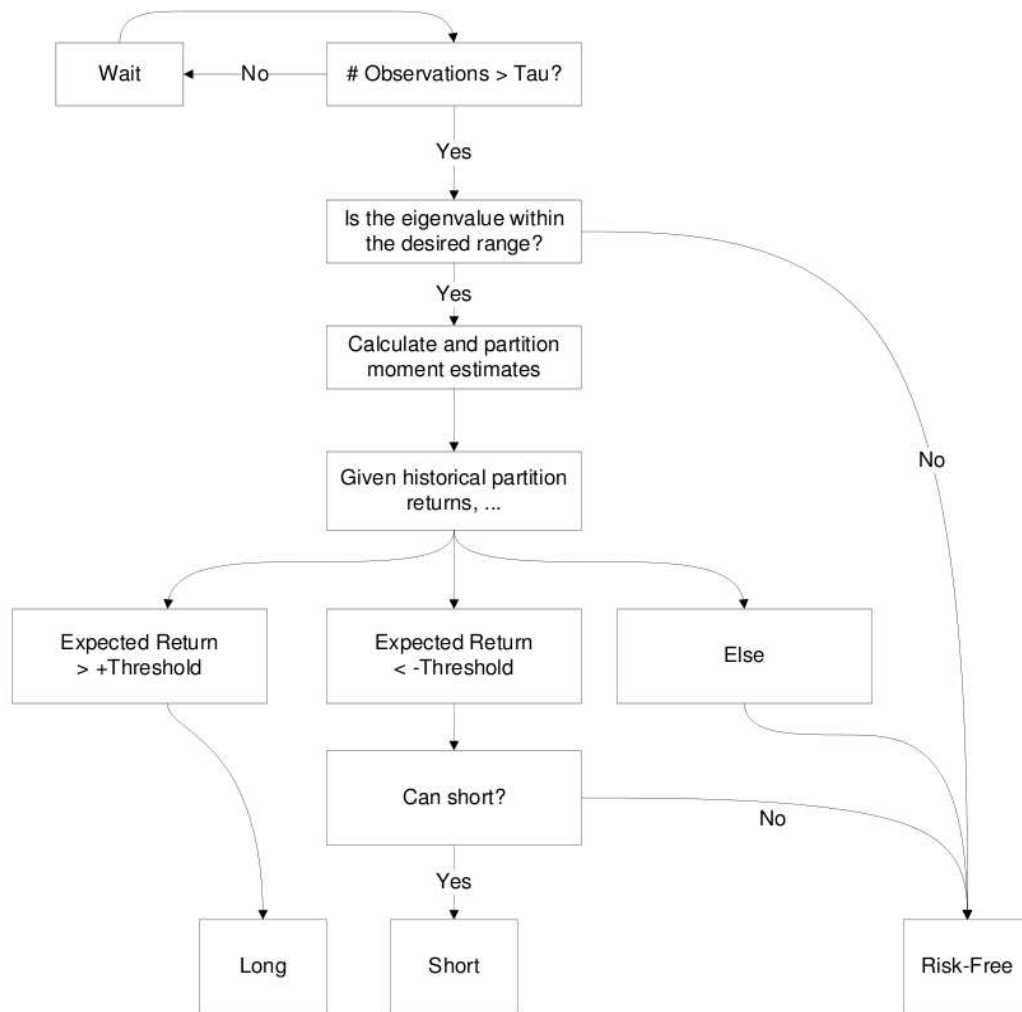 Wait
No
# Observations > Tau?
Yes
Is the eigenvalue within
the desired range?
Yes
Calculate and partition
moment estimates
No
Given historical partition
returns, ...
Expected Return
> +Threshold
Expected Return
< -Threshold
Else
Can short?
No
Yes
Long
Short
Risk-Free